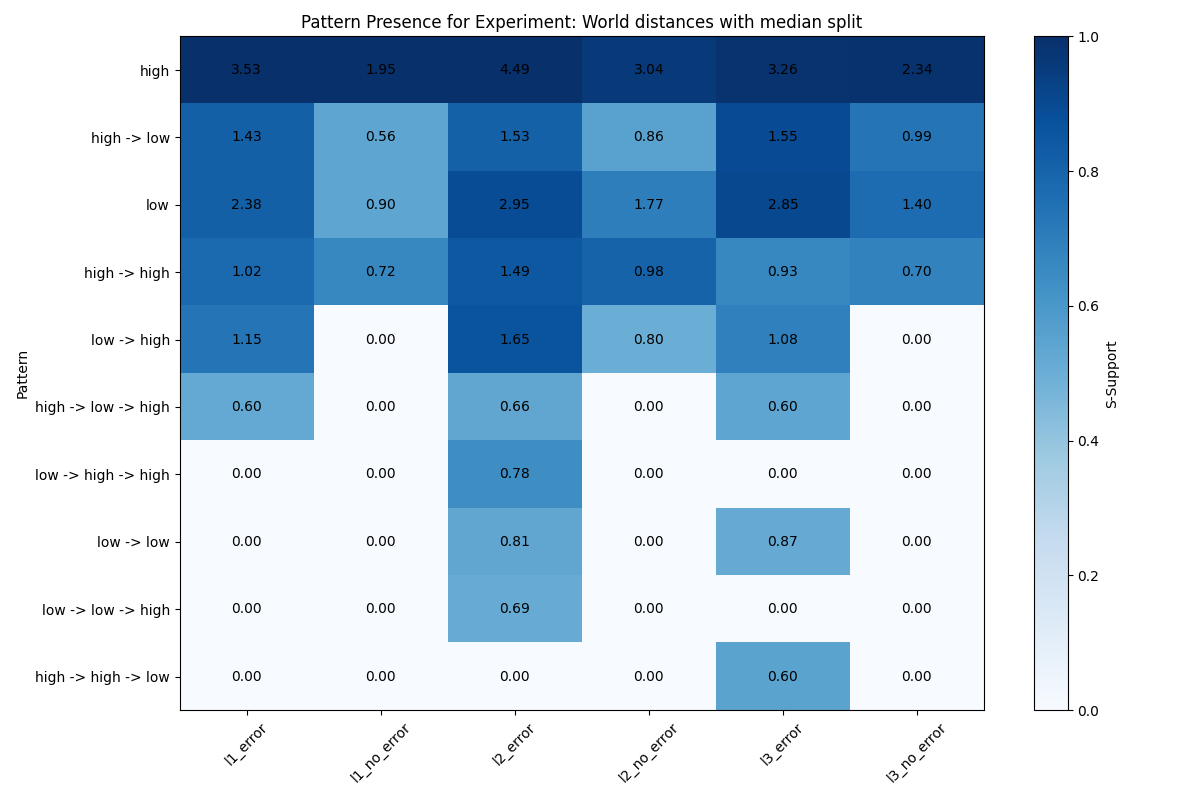 Pattern Presence for Experiment: World distances with median split
high 3.53 1.95 4.49 3.04 3.26 2.34
high -> low 1.43 0.56 1.53 0.86 1.55 0.99
low 2.38 0.90 2.95 1.77 2.85 1.40
high -> high 1.02 0.72 1.49 0.98 0.93 0.70
low -> high 1.15 0.00 1.65 0.80 1.08 0.00
high -> low -> high 0.60 0.00 0.66 0.00 0.60 0.00
low -> high -> high 0.00 0.00 0.78 0.00 0.00 0.00
low -> low 0.00 0.00 0.81 0.00 0.87 0.00
low -> low -> high 0.00 0.00 0.69 0.00 0.00 0.00
high -> high -> low 0.00 0.00 0.00 0.00 0.60 0.00
Pattern
l1_error l1_no_error l2_error l2_no_error l3_error l3_no_error
1.0
0.8
0.6
0.4
0.2
0.0
S-Support